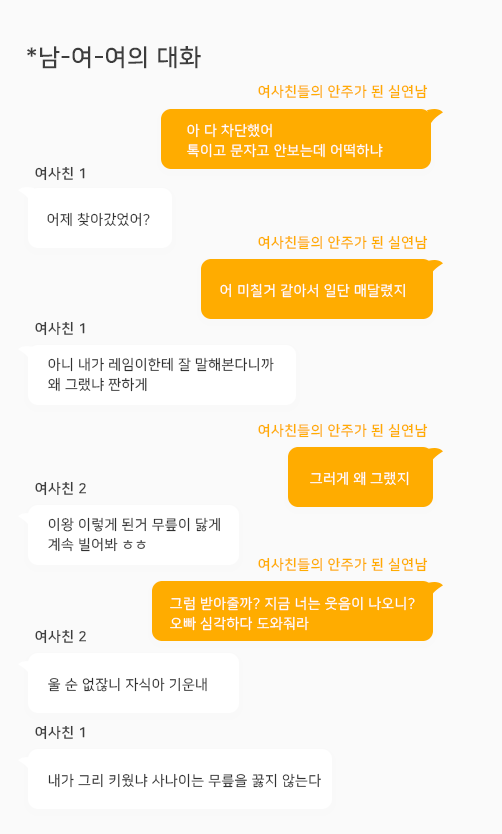 *남-여-여의 대화
여사친들의 안주가 된 실연남
아 다 차단했어
톡이고 문자고 안보는데 어떡하냐
여사친 1
어제 찾아갔었어?
여사친들의 안주가 된 실연남
어 미칠거 같아서 일단 매달렸지
여사친 1
아니 내가 레임이한테 잘 말해본다니까
왜 그랬냐 짠하게
여사친들의 안주가 된 실연남
그러게 왜 그랬지
여사친 2
이왕 이렇게 된거 무릎이 닳게
계속 빌어봐 ㅎㅎ
여사친들의 안주가 된 실연남
그럼 받아줄까? 지금 너는 웃음이 나오니?
오빠 심각하다 도와줘라
여사친 2
울 순 없잖니 자식아 기운내
여사친 1
내가 그리 키웠냐 사나이는 무릎을 꿇지 않는다